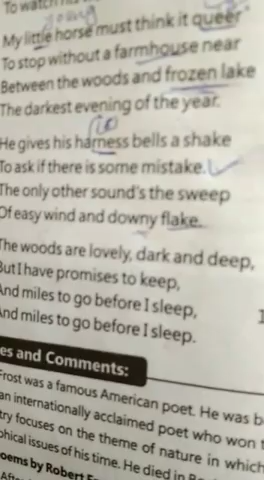 To watch his
My little horse must think it queer
To stop without a farmhouse near
Between the woods and frozen lake
The darkest evening of the year.
He gives his harness bells a shake
To ask if there is some mistake.
The only other sound's the sweep
Of easy wind and downy flake.
The woods are lovely, dark and deep,
But I have promises to keep,
And miles to go before I sleep,
And miles to go before I sleep.
es and Comments:
Frost was a famous American poet. He was b
an internationally acclaimed poet who won t
try focuses on the theme of nature in which
phical issues of his time. He died in
oems by Robert